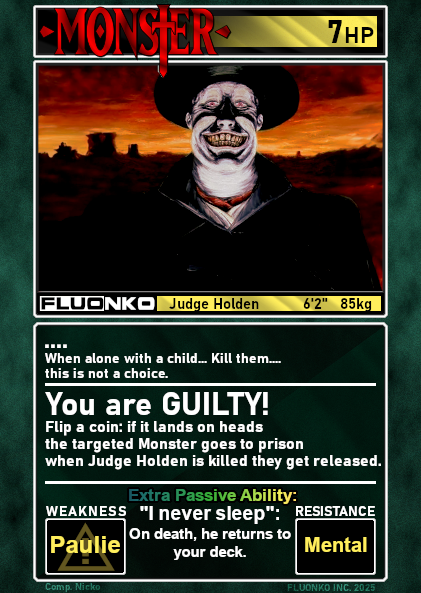 MONSTER
7HP
FLUONKO
Judge Holden 6'2" 85kg
....
When alone with a child... Kill them....
this is not a choice.
You are GUILTY!
Flip a coin: if it lands on heads
the targeted Monster goes to prison
when Judge Holden is killed they get released.
Extra Passive Ability:
WEAKNESS
Paulie
"I never sleep":
On death, he returns to
your deck.
RESISTANCE
Mental
Comp. Nicko
FLUONKO INC. 2025